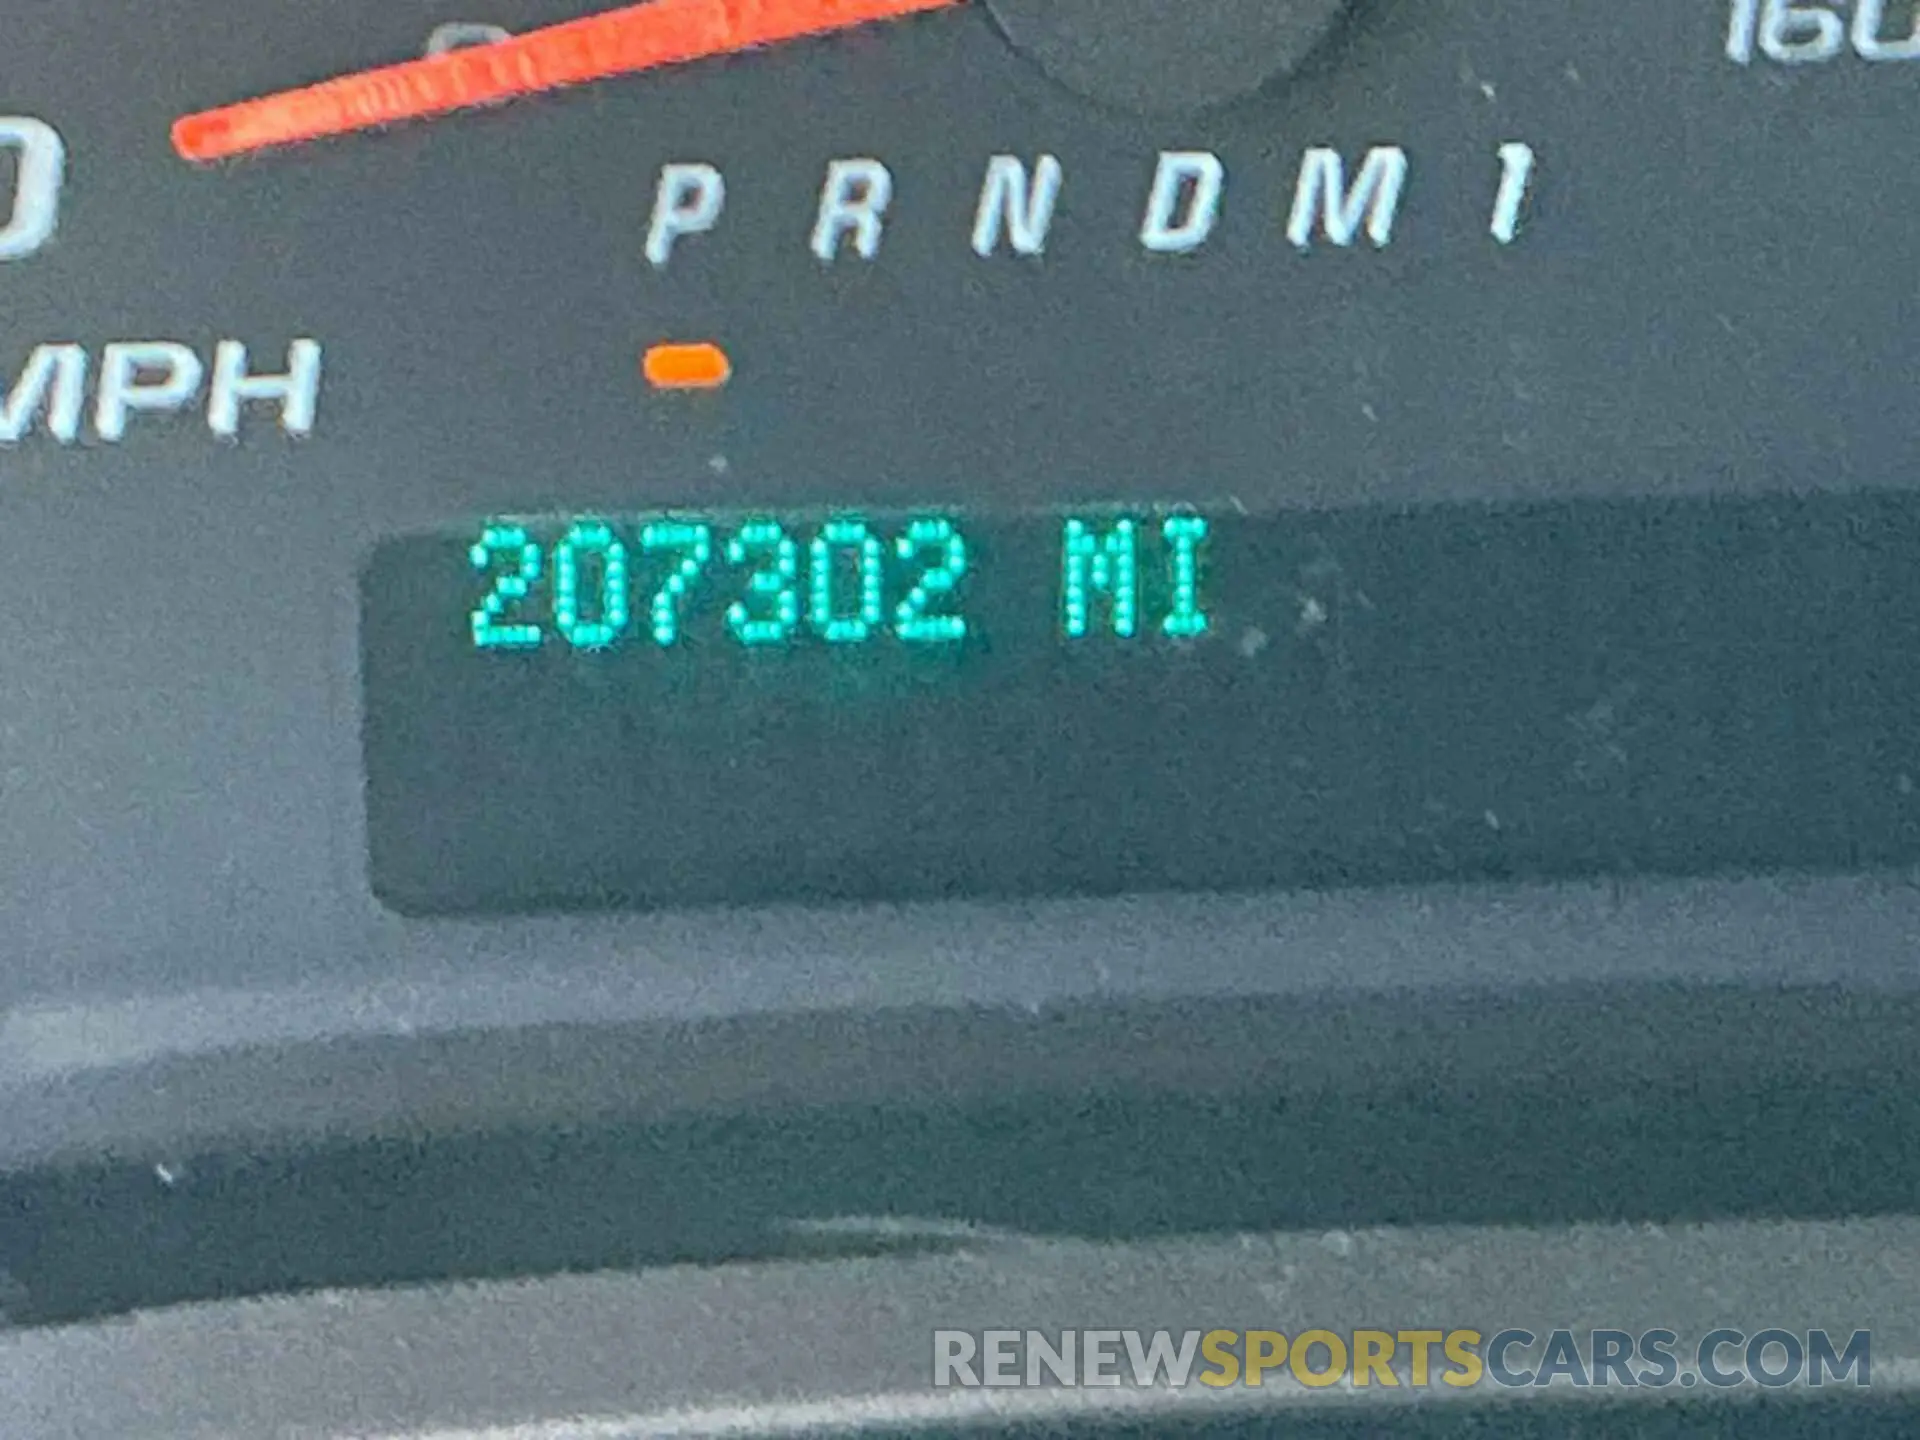 160
P R N D M 1
MPH
207302 MI
RENEWSPORTSCARS.COM